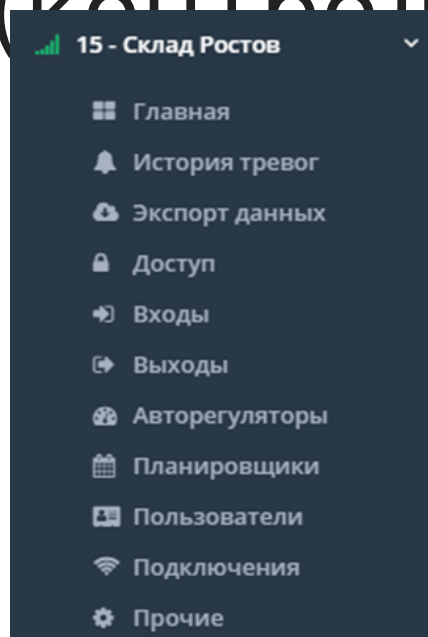 15 - Склад Ростов
Главная
История тревог
Экспорт данных
Доступ
Входы
Выходы
Авторегуляторы
Планировщики
Пользователи
Подключения
Прочие